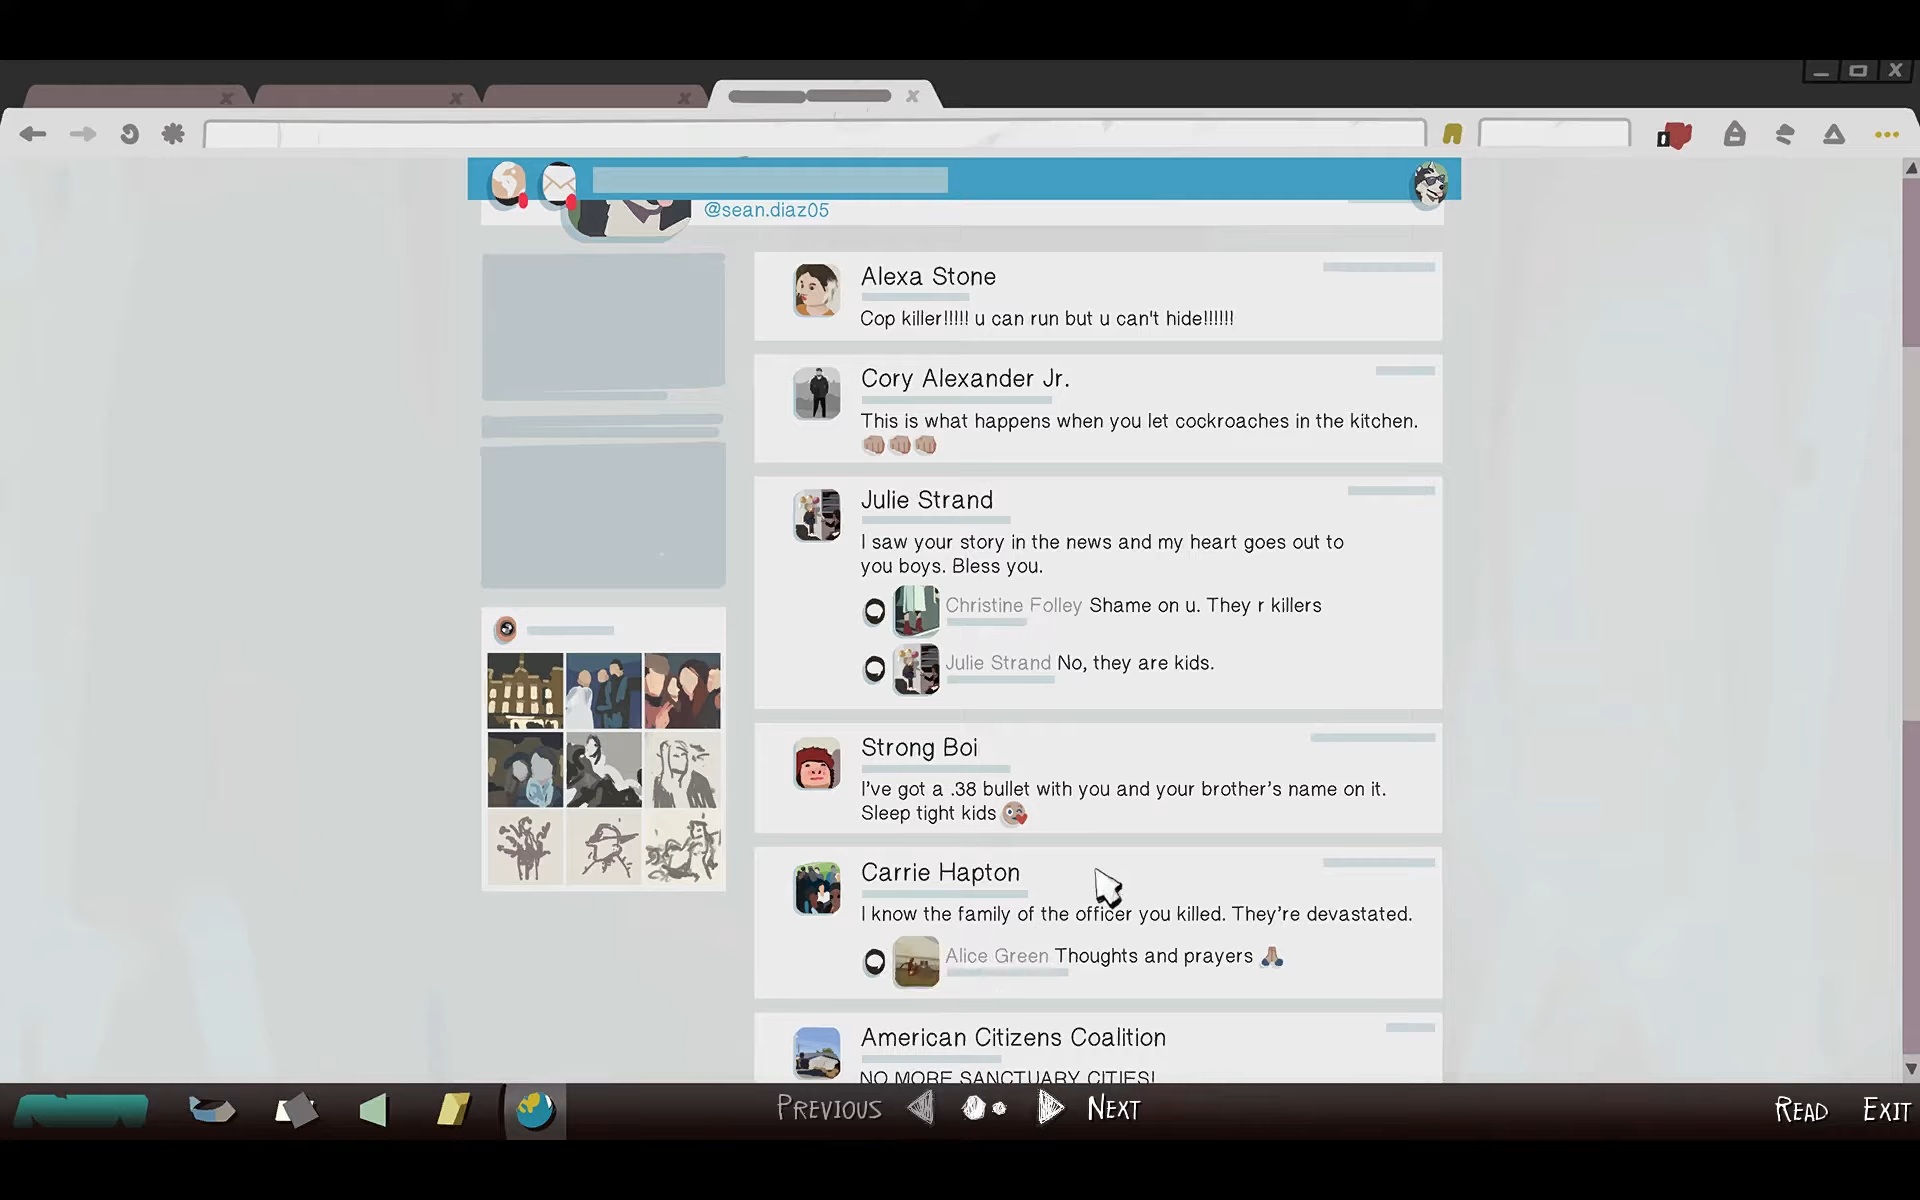 @sean.diaz05
Alexa Stone
Cop killer!!!!! u can run but u can't hide!!!!!!
Cory Alexander Jr.
This is what happens when you let cockroaches in the kitchen.
👊🏽👊🏽👊🏽
Julie Strand
I saw your story in the news and my heart goes out to
you boys. Bless you.
Christine Folley Shame on u. They r killers
Julie Strand No, they are kids.
Strong Boi
I've got a .38 bullet with you and your brother's name on it.
Sleep tight kids 😘
Carrie Hapton
I know the family of the officer you killed. They're devastated.
Alice Green Thoughts and prayers 🙏🏽
American Citizens Coalition
NO MORE SANCTUARY CITIES!
PREVIOUS NEXT READ EXIT